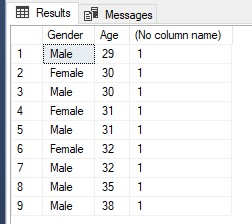 Results Messages
Gender Age (No column name)
1 Male 29 1
2 Female 30 1
3 Male 30 1
4 Female 31 1
5 Male 31 1
6 Female 32 1
7 Male 32 1
8 Male 35 1
9 Male 38 1